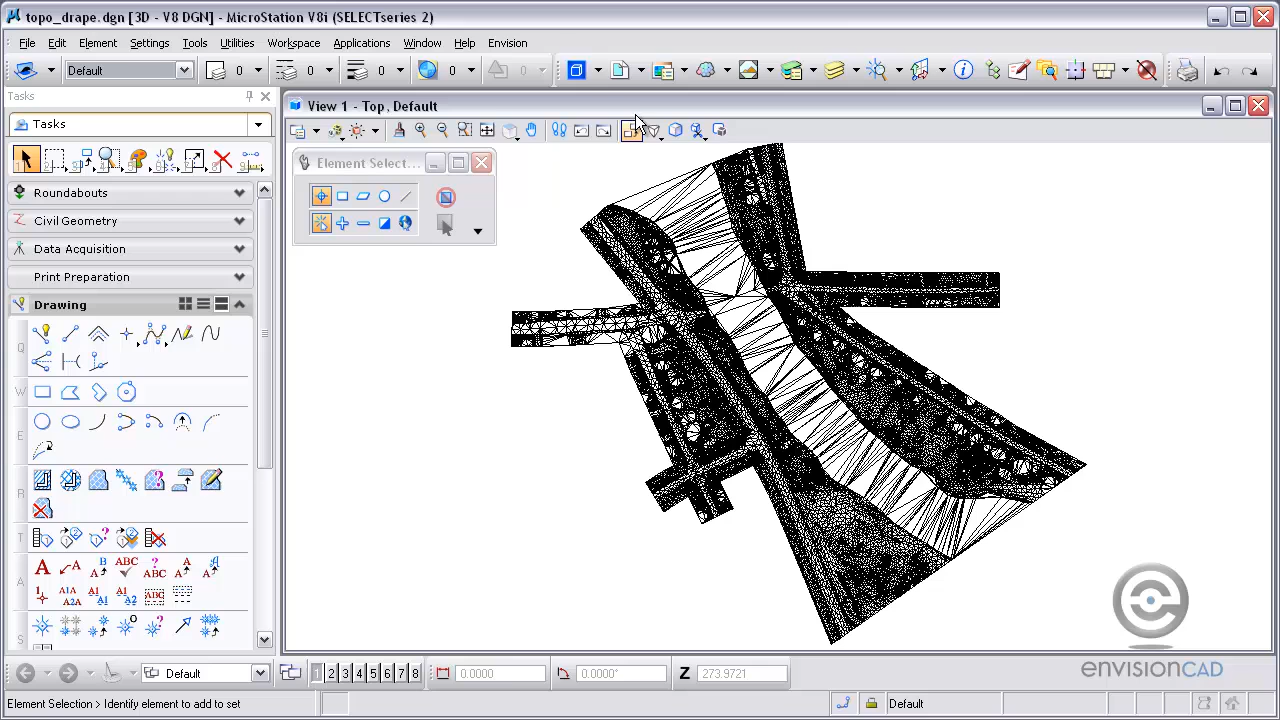 topo_drape.dgn [3D - V8 DGN] - MicroStation V8i (SELECTseries 2)
File Edit Element Settings Tools Utilities Workspace Applications Window Help Envision
Default 0 0 0 0 0
Tasks
View 1 - Top, Default
Tasks
Element Selec...
Roundabouts
Civil Geometry
Data Acquisition
Print Preparation
Drawing
Q
W
E
R
T
A
S
envisionCAD
Default 1 2 3 4 5 6 7 8 0.0000 0.0000° Z 273.9721
Element Selection > Identify element to add to set Default